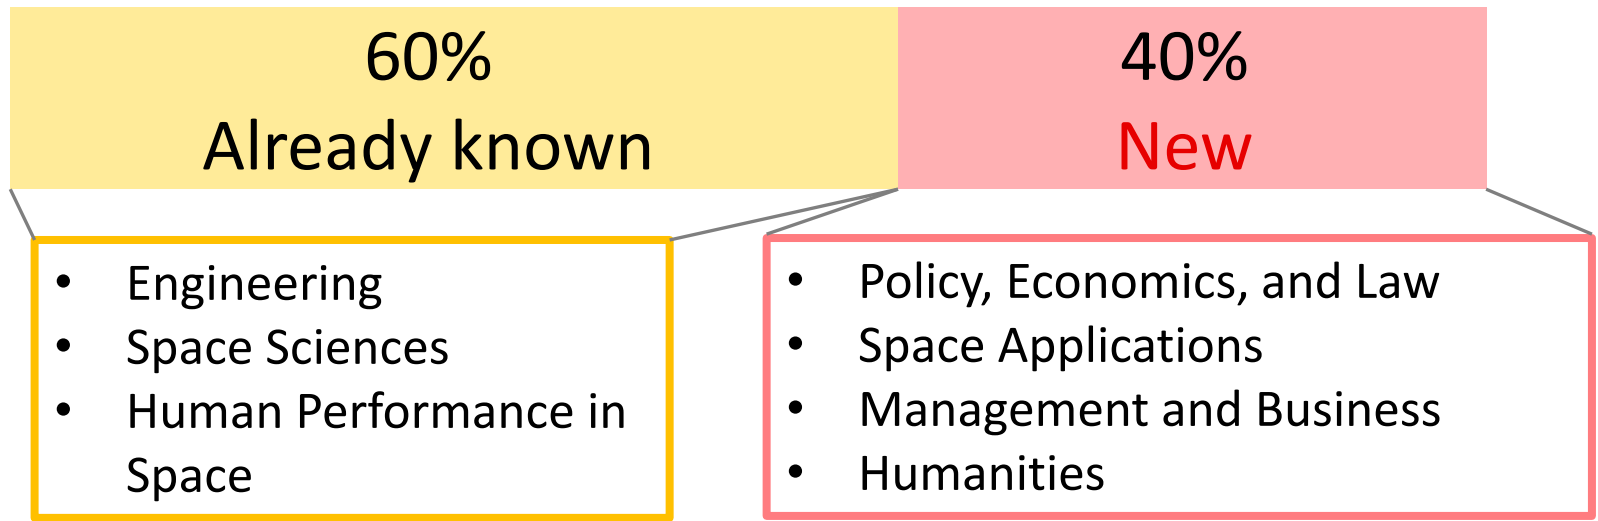 60%
Already known
40%
New
• Engineering
• Space Sciences
• Human Performance in
Space
• Policy, Economics, and Law
• Space Applications
• Management and Business
• Humanities